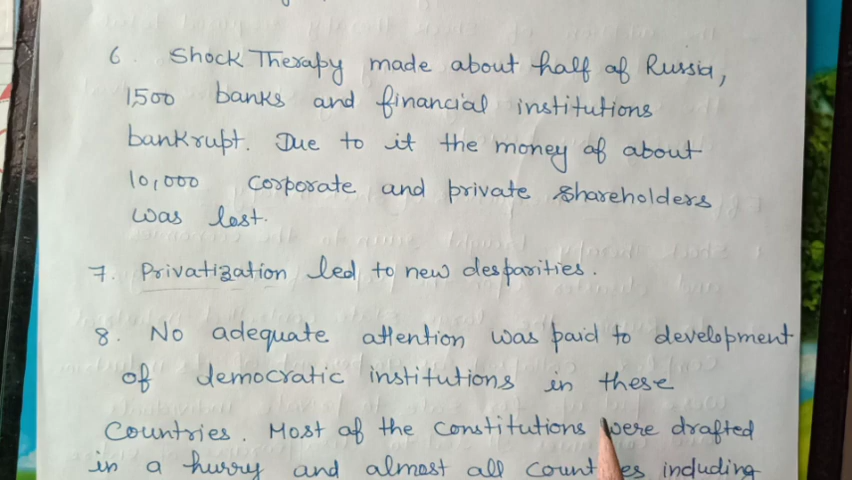 6. Shock Therapy made about half of Russia,
1500 banks and financial institutions
bankrupt. Due to it the money of about
10,000 corporate and private shareholders
was lost.
7. Privatization led to new desparities.
8. No adequate attention was paid to development
of democratic institutions in these
countries. Most of the constitutions were drafted
in a hurry and almost all countries including